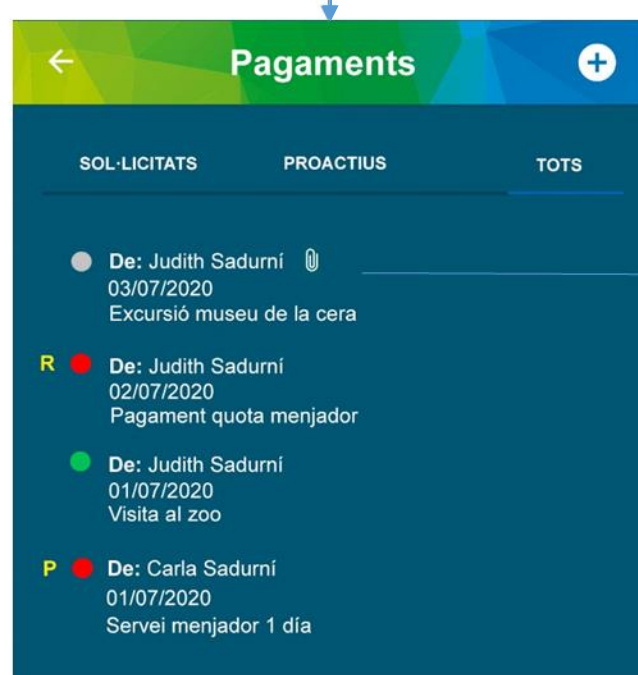 Pagaments
SOL·LICITATS PROACTIUS TOTS
De: Judith Sadurní
03/07/2020
Excursió museu de la cera
R De: Judith Sadurní
02/07/2020
Pagament quota menjador
De: Judith Sadurní
01/07/2020
Visita al zoo
P De: Carla Sadurní
01/07/2020
Servei menjador 1 día